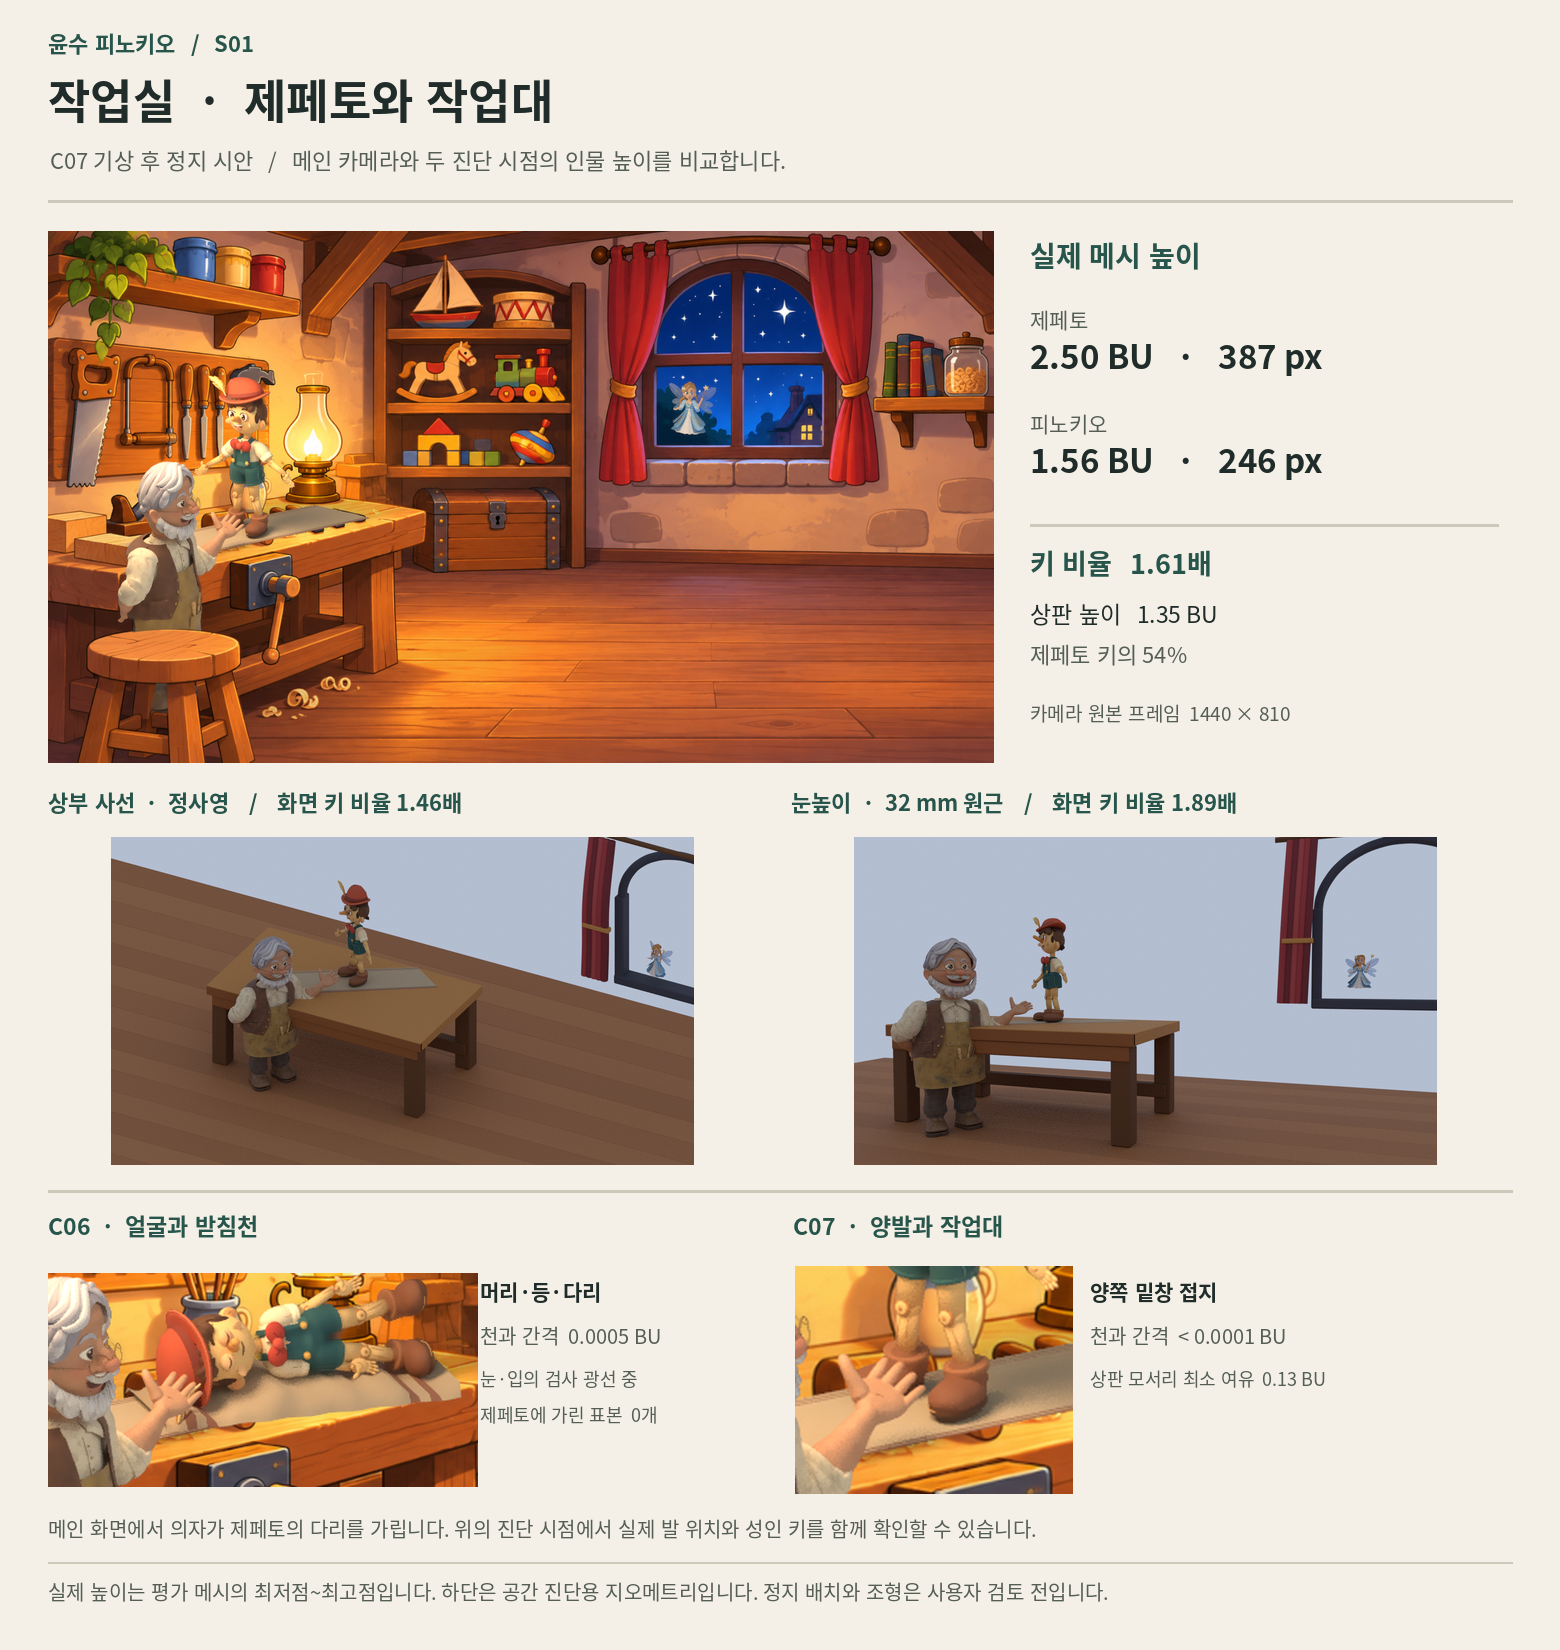 윤수 피노키오 / S01
작업실 · 제페토와 작업대
C07 기상 후 정지 시안 / 메인 카메라와 두 진단 시점의 인물 높이를 비교합니다.
실제 메시 높이
제페토
2.50 BU · 387 px
피노키오
1.56 BU · 246 px
키 비율 1.61배
상판 높이 1.35 BU
제페토 키의 54%
카메라 원본 프레임 1440 × 810
상부 사선 · 정사영 / 화면 키 비율 1.46배
눈높이 · 32 mm 원근 / 화면 키 비율 1.89배
C06 · 얼굴과 받침천
머리·등·다리
천과 간격 0.0005 BU
눈·입의 검사 광선 중
제페토에 가린 표본 0개
C07 · 양발과 작업대
양쪽 밑창 접지
천과 간격 < 0.0001 BU
상판 모서리 최소 여유 0.13 BU
메인 화면에서 의자가 제페토의 다리를 가립니다. 위의 진단 시점에서 실제 발 위치와 성인 키를 함께 확인할 수 있습니다.
실제 높이는 평가 메시의 최저점~최고점입니다. 하단은 공간 진단용 지오메트리입니다. 정지 배치와 조형은 사용자 검토 전입니다.